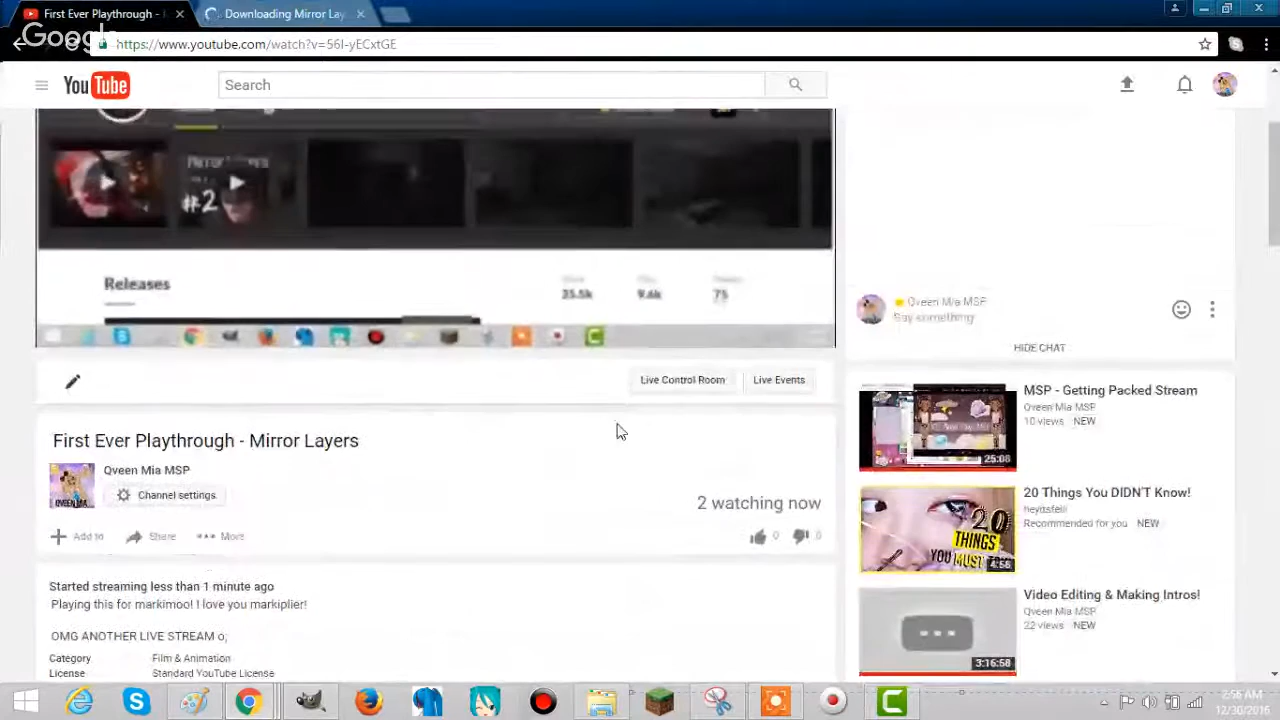 First Ever Playthrough -
Downloading Mirror Lay
Google
https://www.youtube.com/watch?v=56I-yECxtGE
YouTube
Search
#2
Releases
25.5k
9.6k
75
Qveen Mia MSP
Say something
HIDE CHAT
Live Control Room
Live Events
First Ever Playthrough - Mirror Layers
Qveen Mia MSP
Channel settings
2 watching now
Add to
Share
More
0
0
Started streaming less than 1 minute ago
Playing this for markimoo! I love you markiplier!
OMG ANOTHER LIVE STREAM o;
Category
Film & Animation
License
Standard YouTube License
MSP - Getting Packed Stream
Qveen Mia MSP
10 views NEW
25:08
20 Things You DIDN'T Know!
Recommended for you NEW
20
THINGS
YOU MUST
4:58
Video Editing & Making Intros!
Qveen Mia MSP
22 views NEW
3:16:58
2:56 AM
12/30/2016